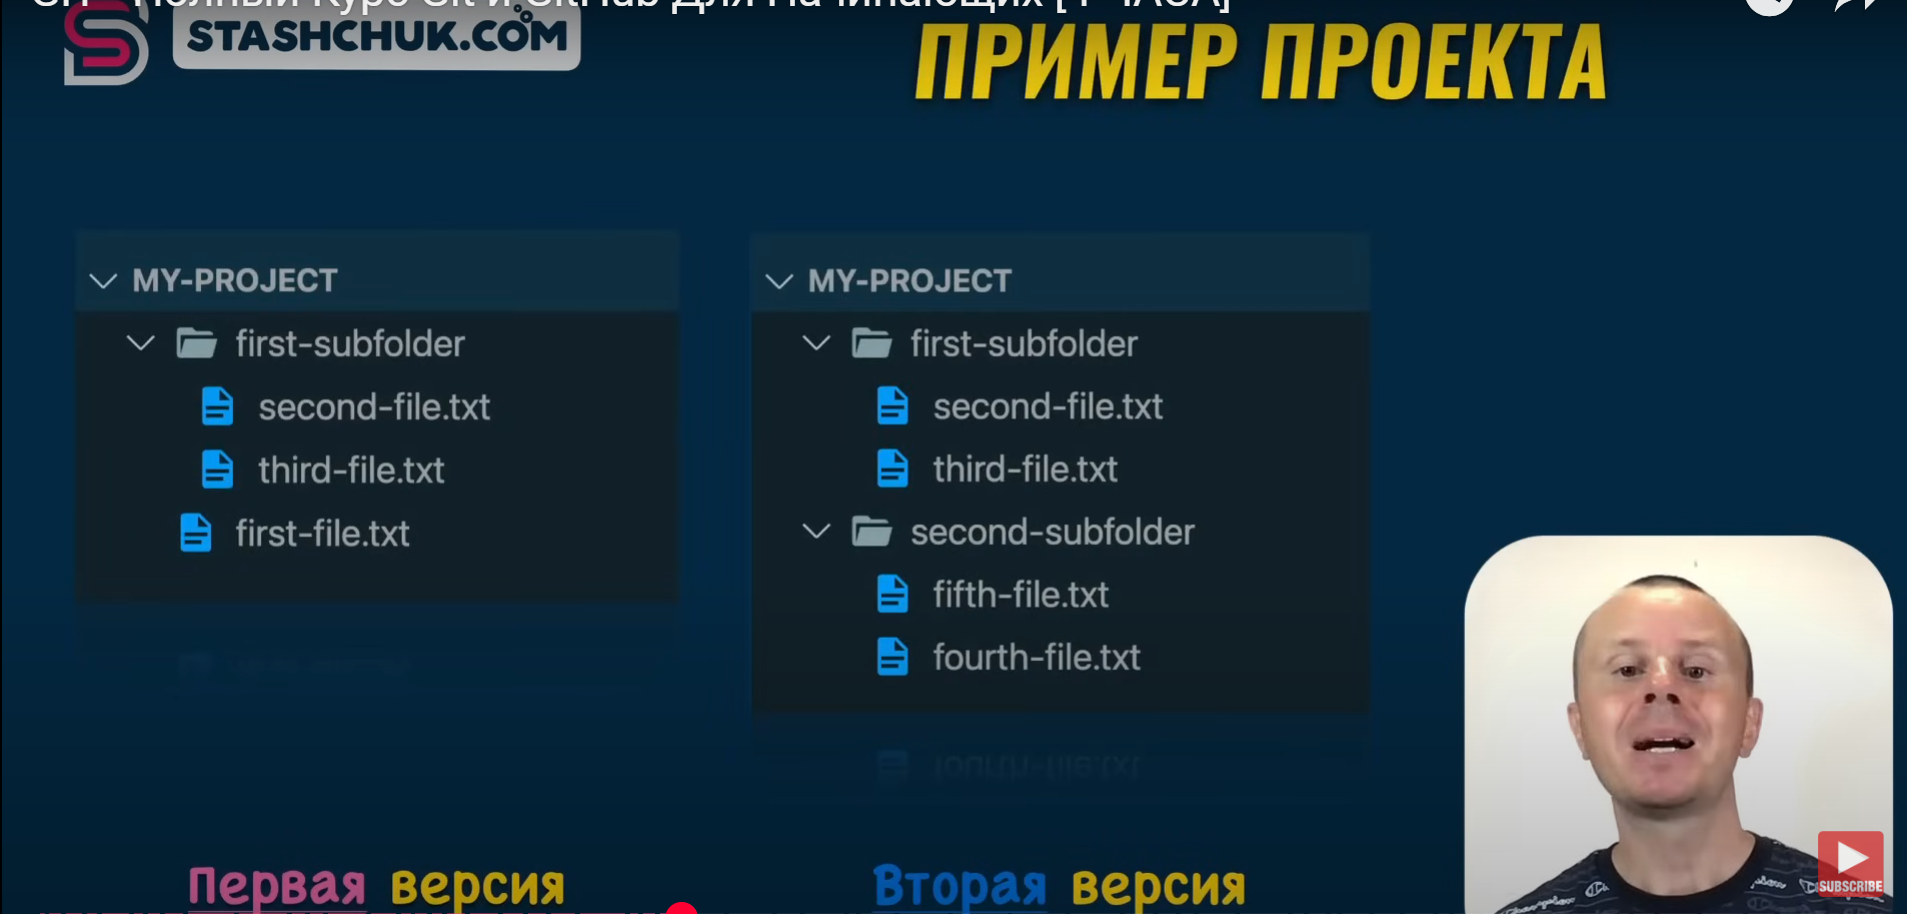 STASHCHUK.COM
ПРИМЕР ПРОЕКТА
MY-PROJECT
first-subfolder
second-file.txt
third-file.txt
first-file.txt
Первая версия
MY-PROJECT
first-subfolder
second-file.txt
third-file.txt
second-subfolder
fifth-file.txt
fourth-file.txt
Вторая версия
SUBSCRIBE